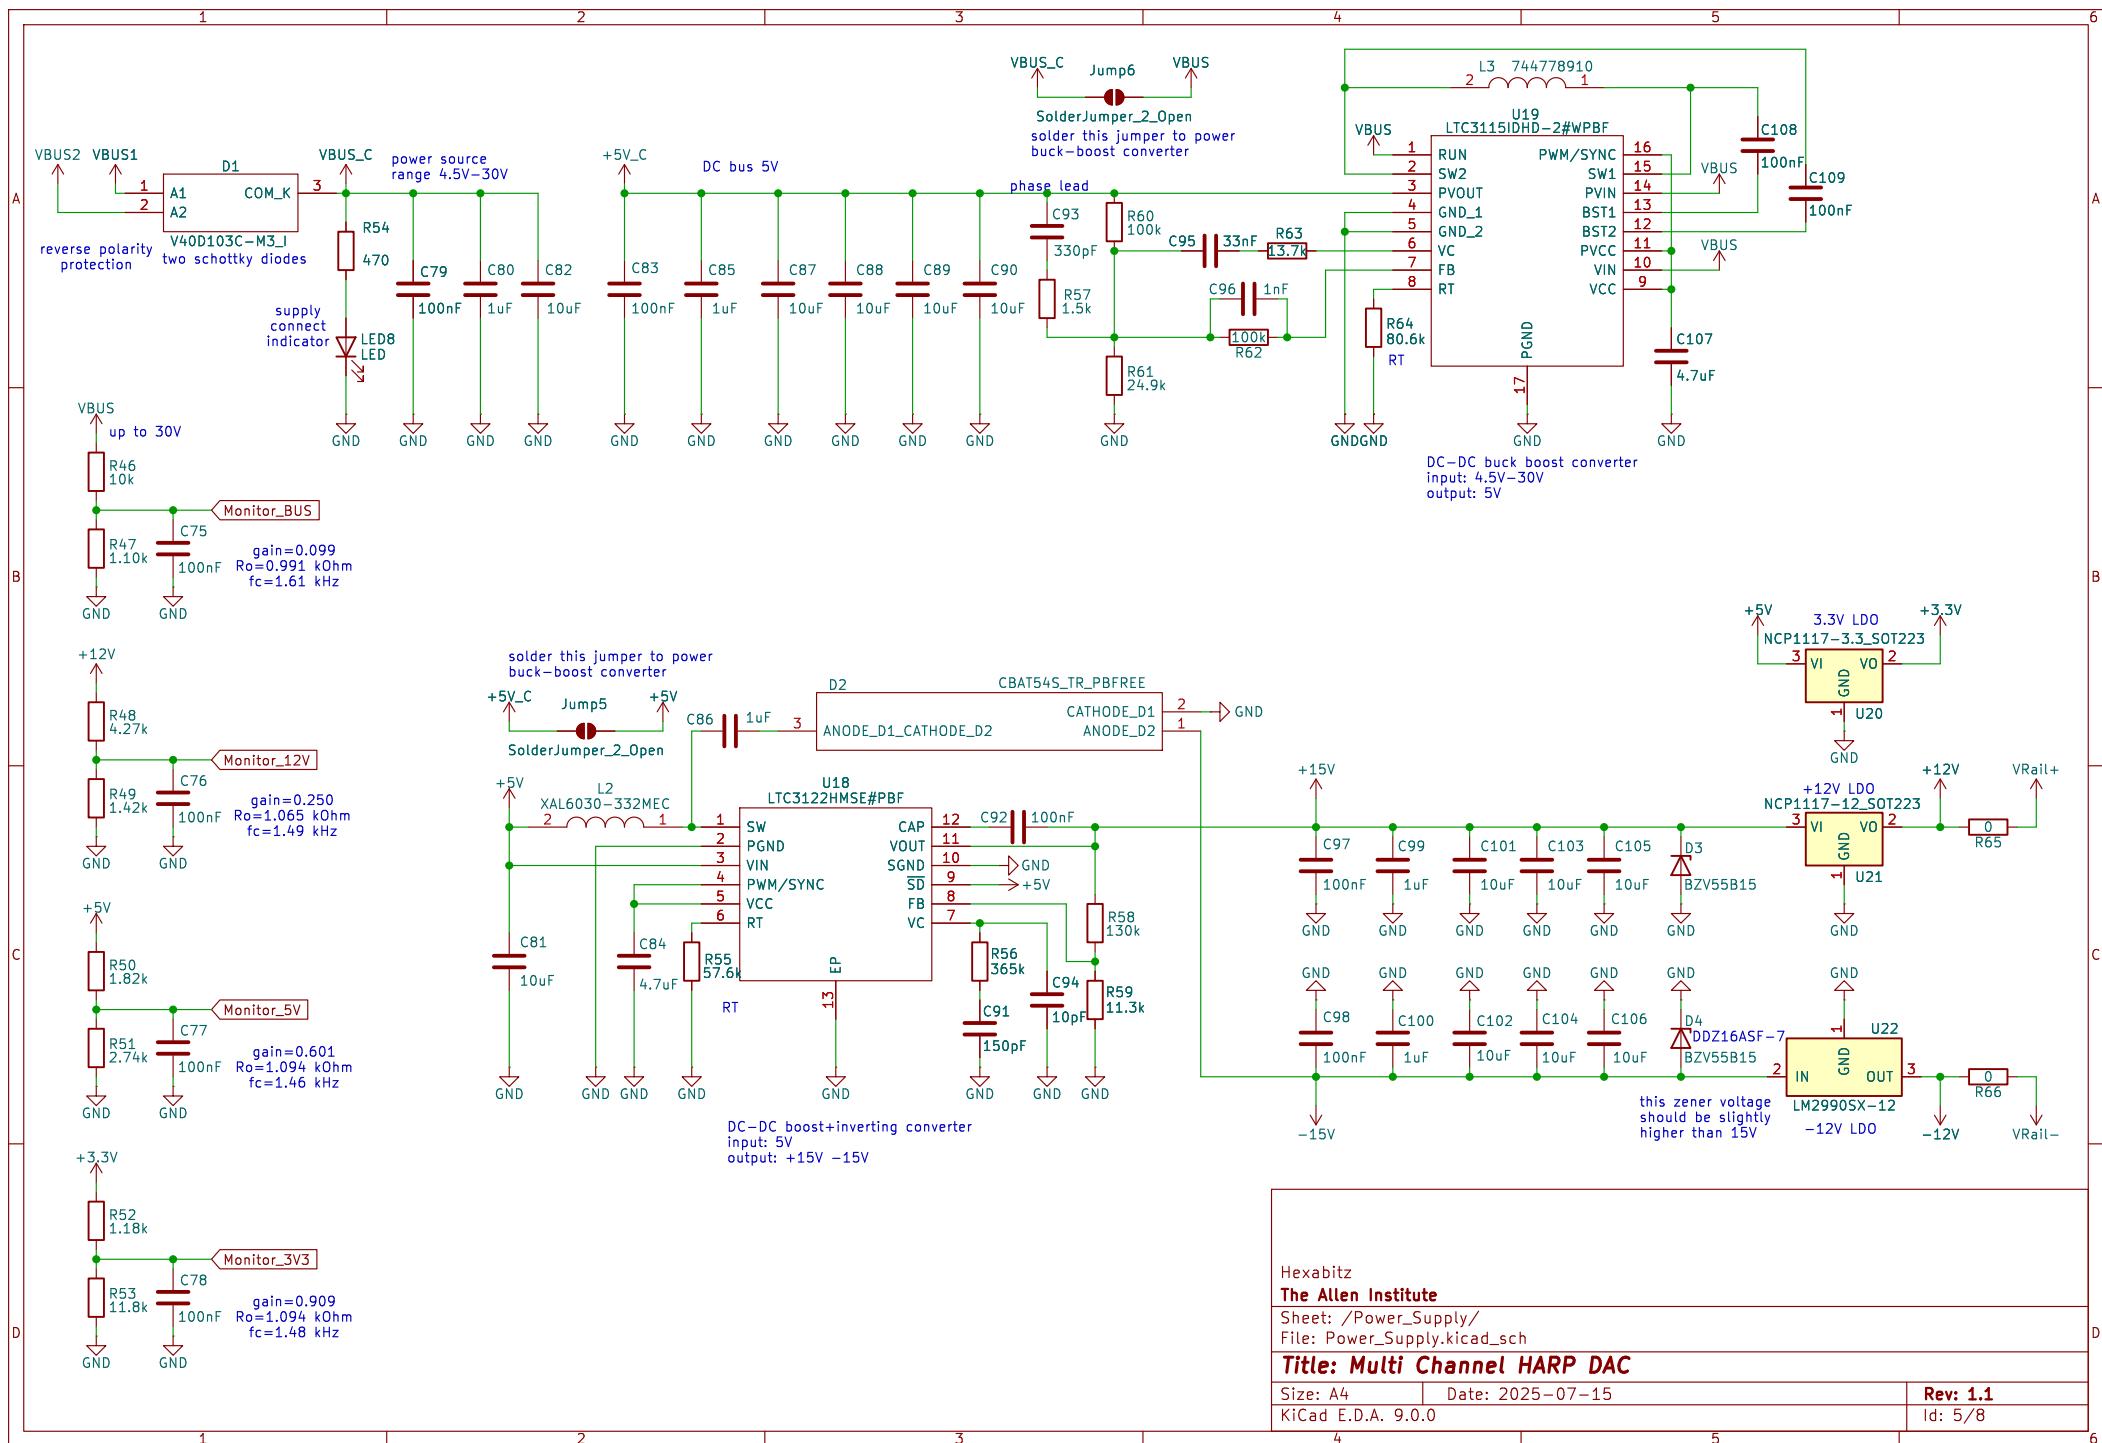 1 2 3 4 5 6
A
B
C
D
VBUS2
VBUS1
D1
1 A1
2 A2
COM_K 3
V40D103C-M3_I
reverse polarity
protection
two schottky diodes
VBUS_C
power source
range 4.5V-30V
R54
470
supply
connect
indicator
LED8
LED
GND
C79
100nF
GND
C80
1uF
GND
C82
10uF
GND
+5V_C
DC bus 5V
C83
100nF
GND
C85
1uF
GND
C87
10uF
GND
C88
10uF
GND
C89
10uF
GND
C90
10uF
GND
VBUS_C
Jump6
VBUS
SolderJumper_2_Open
solder this jumper to power
buck-boost converter
phase lead
C93
330pF
R57
1.5k
R60
100k
R61
24.9k
GND
C95 33nF
R63
13.7k
C96 1nF
100k
R62
VBUS
L3 744778910
2 1
U19
LTC3115IDHD-2#WPBF
1 RUN
2 SW2
3 PVOUT
4 GND_1
5 GND_2
6 VC
7 FB
8 RT
PWM/SYNC 16
SW1 15
PVIN 14
BST1 13
BST2 12
PVCC 11
VIN 10
VCC 9
PGND
17
GND
R64
80.6k
RT
GND
GND
VBUS
VBUS
C108
100nF
C109
100nF
C107
4.7uF
GND
DC-DC buck boost converter
input: 4.5V-30V
output: 5V
VBUS
up to 30V
R46
10k
Monitor_BUS
R47
1.10k
C75
100nF
gain=0.099
Ro=0.991 kOhm
fc=1.61 kHz
GND
GND
+12V
R48
4.27k
Monitor_12V
R49
1.42k
C76
100nF
gain=0.250
Ro=1.065 kOhm
fc=1.49 kHz
GND
GND
+5V
R50
1.82k
Monitor_5V
R51
2.74k
C77
100nF
gain=0.601
Ro=1.094 kOhm
fc=1.46 kHz
GND
GND
+3.3V
R52
1.18k
Monitor_3V3
R53
11.8k
C78
100nF
gain=0.909
Ro=1.094 kOhm
fc=1.48 kHz
GND
GND
solder this jumper to power
buck-boost converter
+5V_C
Jump5
+5V
SolderJumper_2_Open
C86
1uF
D2
CBAT54S_TR_PBFREE
3 ANODE_D1_CATHODE_D2
CATHODE_D1 2
ANODE_D2 1
GND
+5V
L2
XAL6030-332MEC
2 1
U18
LTC3122HMSE#PBF
1 SW
2 PGND
3 VIN
4 PWM/SYNC
5 VCC
6 RT
CAP 12
VOUT 11
SGND 10
SD 9
FB 8
VC 7
EP
13
GND
C81
10uF
GND
GND
C84
4.7uF
GND
R55
57.6k
RT
GND
C92 100nF
GND
+5V
R56
365k
C91
150pF
GND
C94
10pF
GND
R58
130k
R59
11.3k
GND
DC-DC boost+inverting converter
input: 5V
output: +15V -15V
+5V
3.3V LDO
+3.3V
NCP1117-3.3_SOT223
3 VI
VO 2
GND
1
U20
GND
+15V
C97
100nF
GND
C99
1uF
GND
C101
10uF
GND
C103
10uF
GND
C105
10uF
GND
D3
BZV55B15
GND
+12V LDO
NCP1117-12_SOT223
3 VI
VO 2
GND
1
U21
GND
+12V
0
R65
VRail+
GND
C98
100nF
GND
C100
1uF
GND
C102
10uF
GND
C104
10uF
GND
C106
10uF
GND
D4
DDZ16ASF-7
BZV55B15
GND
1
GND
U22
2 IN
OUT 3
LM2990SX-12
-12V LDO
this zener voltage
should be slightly
higher than 15V
-15V
-12V
0
R66
VRail-
Hexabitz
The Allen Institute
Sheet: /Power_Supply/
File: Power_Supply.kicad_sch
Title: Multi Channel HARP DAC
Size: A4
Date: 2025-07-15
Rev: 1.1
KiCad E.D.A. 9.0.0
Id: 5/8
A
B
C
D
1 2 3 4 5 6